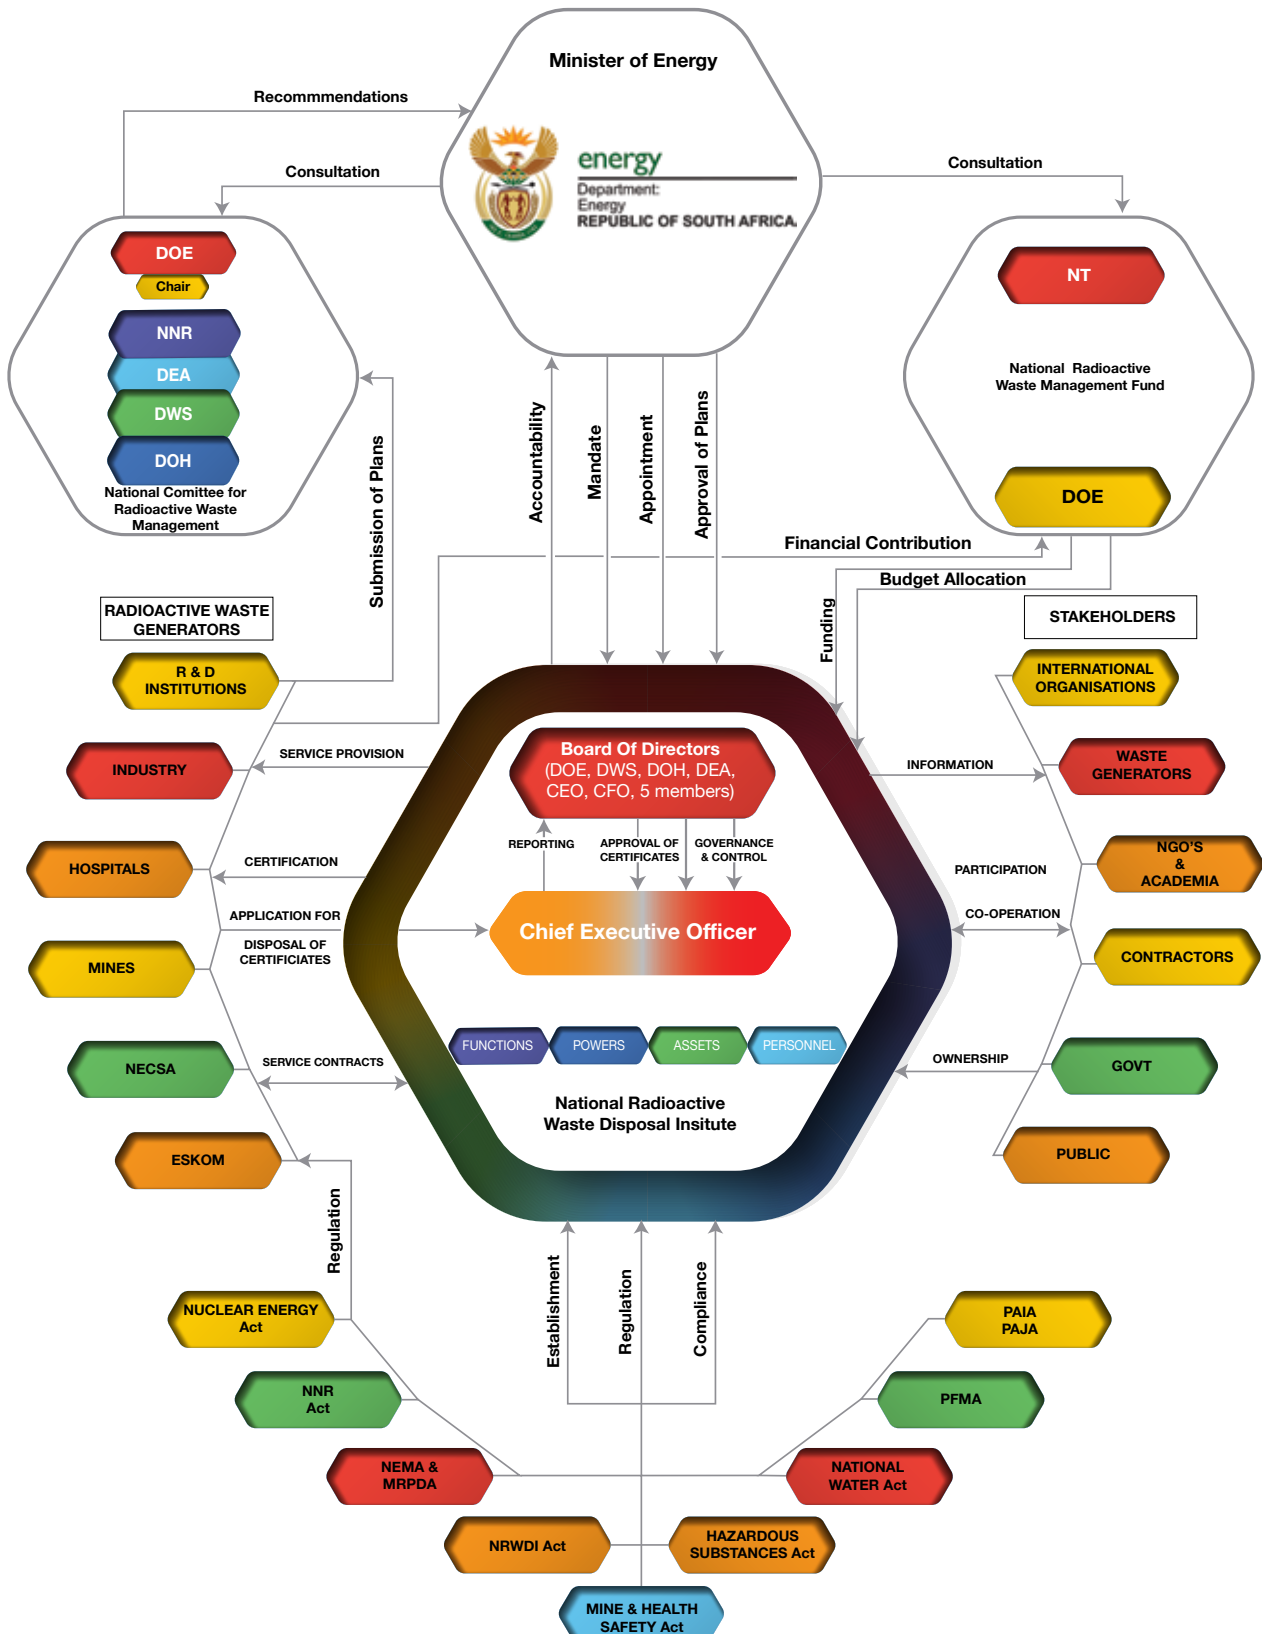 Minister of Energy
Recommmendations
Consultation
Consultation
energy
Department:
Energy
REPUBLIC OF SOUTH AFRICA
DOE
Chair
NNR
DEA
DWS
DOH
National Comittee for
Radioactive Waste
Management
NT
National Radioactive
Waste Management Fund
DOE
Submission of Plans
Accountability
Mandate
Appointment
Approval of Plans
Financial Contribution
Budget Allocation
Funding
RADIOACTIVE WASTE
GENERATORS
R & D
INSTITUTIONS
INDUSTRY
HOSPITALS
MINES
NECSA
ESKOM
SERVICE PROVISION
CERTIFICATION
APPLICATION FOR
DISPOSAL OF
CERTIFICIATES
SERVICE CONTRACTS
Board Of Directors
(DOE, DWS, DOH, DEA,
CEO, CFO, 5 members)
REPORTING
APPROVAL OF
CERTIFICATES
GOVERNANCE
& CONTROL
Chief Executive Officer
FUNCTIONS
POWERS
ASSETS
PERSONNEL
National Radioactive
Waste Disposal Insitute
STAKEHOLDERS
INTERNATIONAL
ORGANISATIONS
WASTE
GENERATORS
NGO'S
&
ACADEMIA
CONTRACTORS
GOVT
PUBLIC
INFORMATION
PARTICIPATION
CO-OPERATION
OWNERSHIP
Regulation
Establishment
Regulation
Compliance
NUCLEAR ENERGY
Act
NNR
Act
NEMA &
MRPDA
NRWDI Act
MINE & HEALTH
SAFETY Act
HAZARDOUS
SUBSTANCES Act
NATIONAL
WATER Act
PFMA
PAIA
PAJA